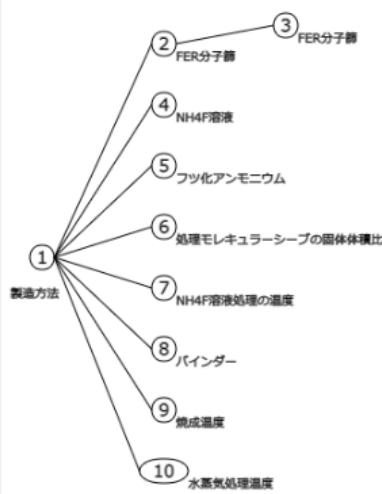 ③
FER分子篩
②
FER分子篩
④
NH4F溶液
⑤
フツ化アンモニウム
⑥
処理モレキュラーシーブの固体体積比
①
製造方法
⑦
NH4F溶液処理の温度
⑧
バインダー
⑨
焼成温度
10
水蒸気処理温度